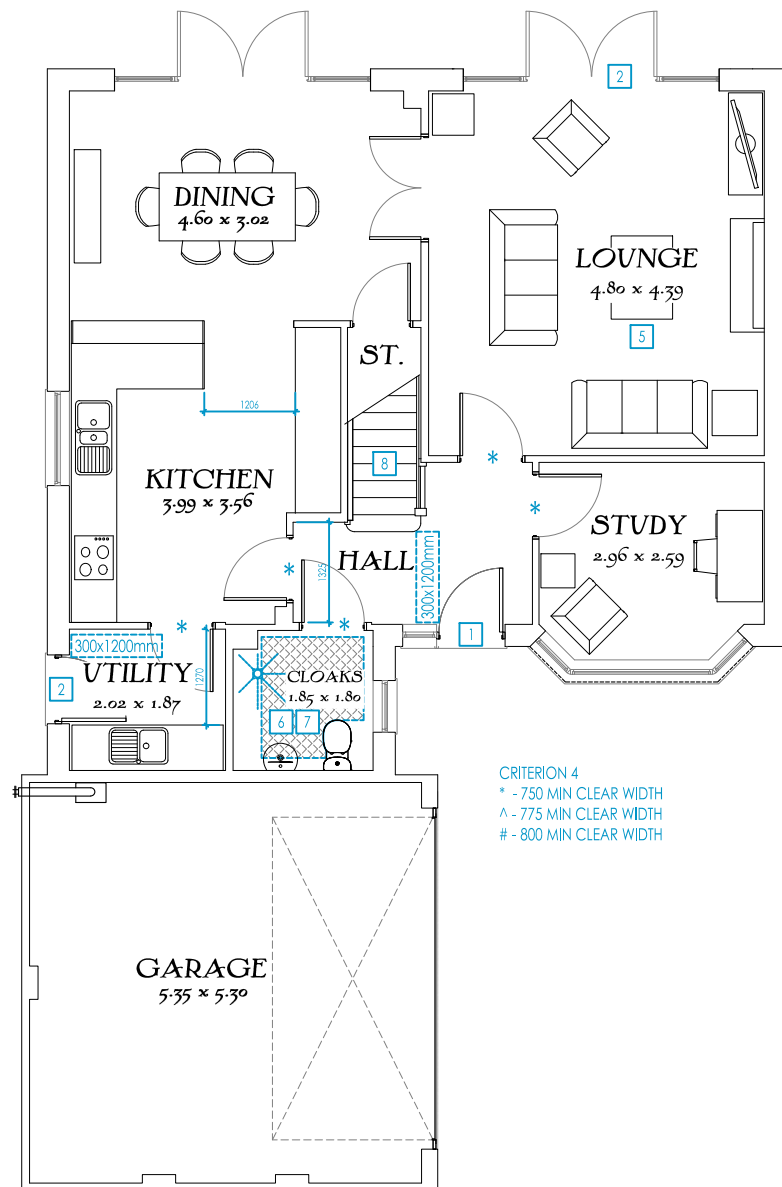 2
DINING
4.60 x 3.02
LOUNGE
4.80 x 4.39
5
ST.
1206
8
*
KITCHEN
3.99 x 3.56
*
STUDY
2.96 x 2.59
HALL
1325
300x1200mm
*
*
*
1
300x1200mm
UTILITY
2.02 x 1.87
1270
2
CLOAKS
1.85 x 1.80
6
7
CRITERION 4
* - 750 MIN CLEAR WIDTH
^ - 775 MIN CLEAR WIDTH
# - 800 MIN CLEAR WIDTH
GARAGE
5.35 x 5.30